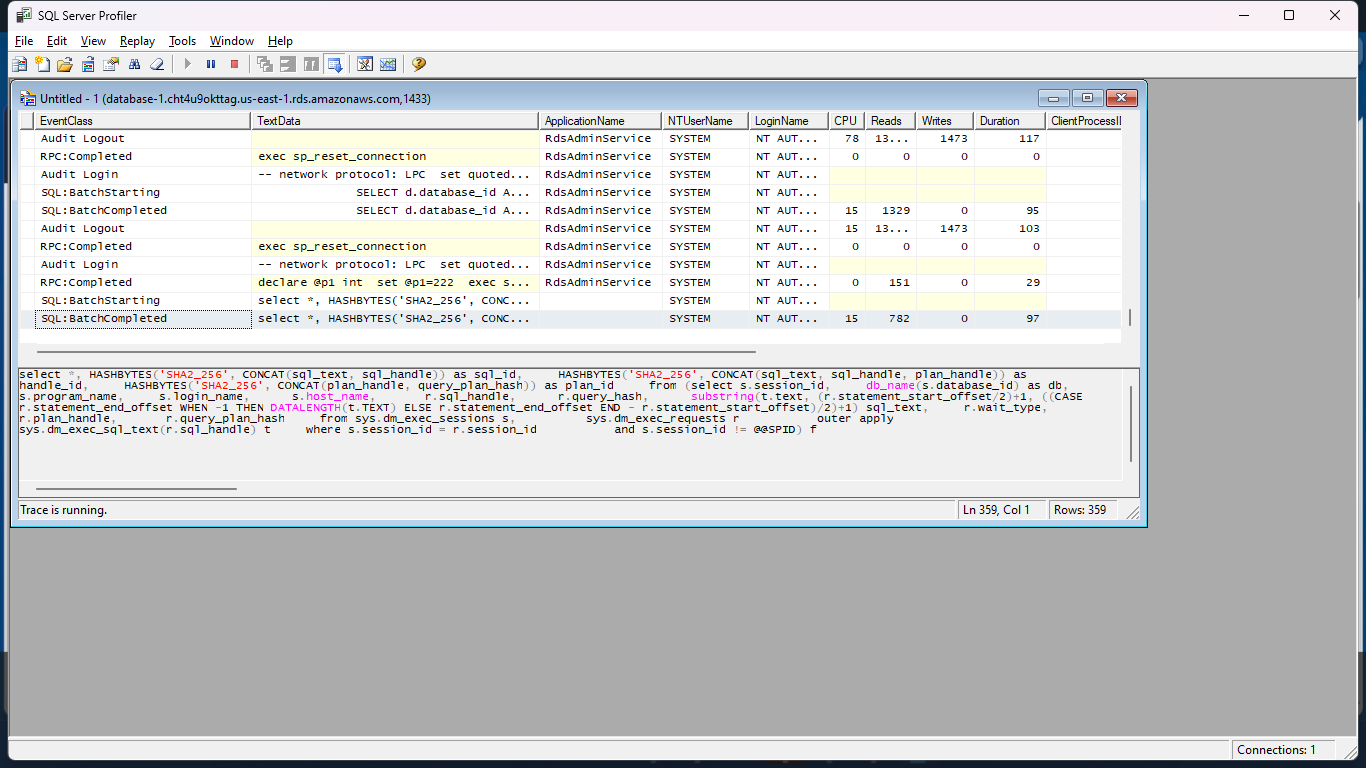 SQL Server Profiler
File Edit View Replay Tools Window Help
Untitled - 1 (database-1.cht4u9okttag.us-east-1.rds.amazonaws.com,1433)
EventClass TextData ApplicationName NTUserName LoginName CPU Reads Writes Duration ClientProcessI
Audit Logout RdsAdminService SYSTEM NT AUT... 78 13... 1473 117
RPC:Completed exec sp_reset_connection RdsAdminService SYSTEM NT AUT... 0 0 0 0
Audit Login -- network protocol: LPC set quoted... RdsAdminService SYSTEM NT AUT...
SQL:BatchStarting SELECT d.database_id A... RdsAdminService SYSTEM NT AUT...
SQL:BatchCompleted SELECT d.database_id A... RdsAdminService SYSTEM NT AUT... 15 1329 0 95
Audit Logout RdsAdminService SYSTEM NT AUT... 15 13... 1473 103
RPC:Completed exec sp_reset_connection RdsAdminService SYSTEM NT AUT... 0 0 0 0
Audit Login -- network protocol: LPC set quoted... RdsAdminService SYSTEM NT AUT...
RPC:Completed declare @p1 int set @p1=222 exec s... RdsAdminService SYSTEM NT AUT... 0 151 0 29
SQL:BatchStarting select *, HASHBYTES('SHA2_256', CONC... SYSTEM NT AUT...
SQL:BatchCompleted select *, HASHBYTES('SHA2_256', CONC... SYSTEM NT AUT... 15 782 0 97
select *, HASHBYTES('SHA2_256', CONCAT(sql_text, sql_handle)) as sql_id, HASHBYTES('SHA2_256', CONCAT(sql_text, sql_handle, plan_handle)) as
handle_id, HASHBYTES('SHA2_256', CONCAT(plan_handle, query_plan_hash)) as plan_id from (select s.session_id, db_name(s.database_id) as db,
s.program_name, s.login_name, s.host_name, r.sql_handle, r.query_hash, substring(t.text, (r.statement_start_offset/2)+1, ((CASE
r.statement_end_offset WHEN -1 THEN DATALENGTH(t.TEXT) ELSE r.statement_end_offset END - r.statement_start_offset)/2)+1) sql_text, r.wait_type,
r.plan_handle, r.query_plan_hash from sys.dm_exec_sessions s, sys.dm_exec_requests r outer apply
sys.dm_exec_sql_text(r.sql_handle) t where s.session_id = r.session_id and s.session_id != @@SPID) f
Trace is running. Ln 359, Col 1 Rows: 359
Connections: 1